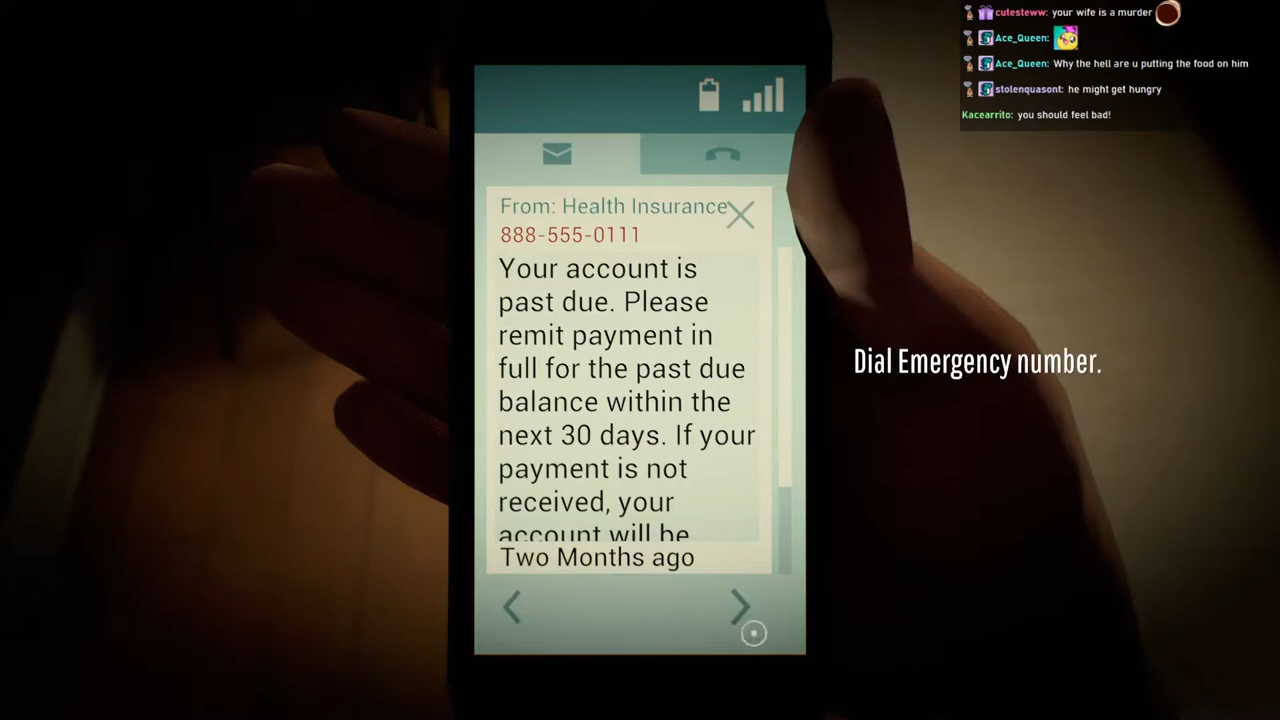 cutesteww: your wife is a murder
Ace_Queen:
Ace_Queen: Why the hell are u putting the food on him
stolenquasont: he might get hungry
Kacearrito: you should feel bad!
From: Health Insurance
888-555-0111
Your account is
past due. Please
remit payment in
full for the past due
balance within the
next 30 days. If your
payment is not
received, your
account will be
Two Months ago
Dial Emergency number.